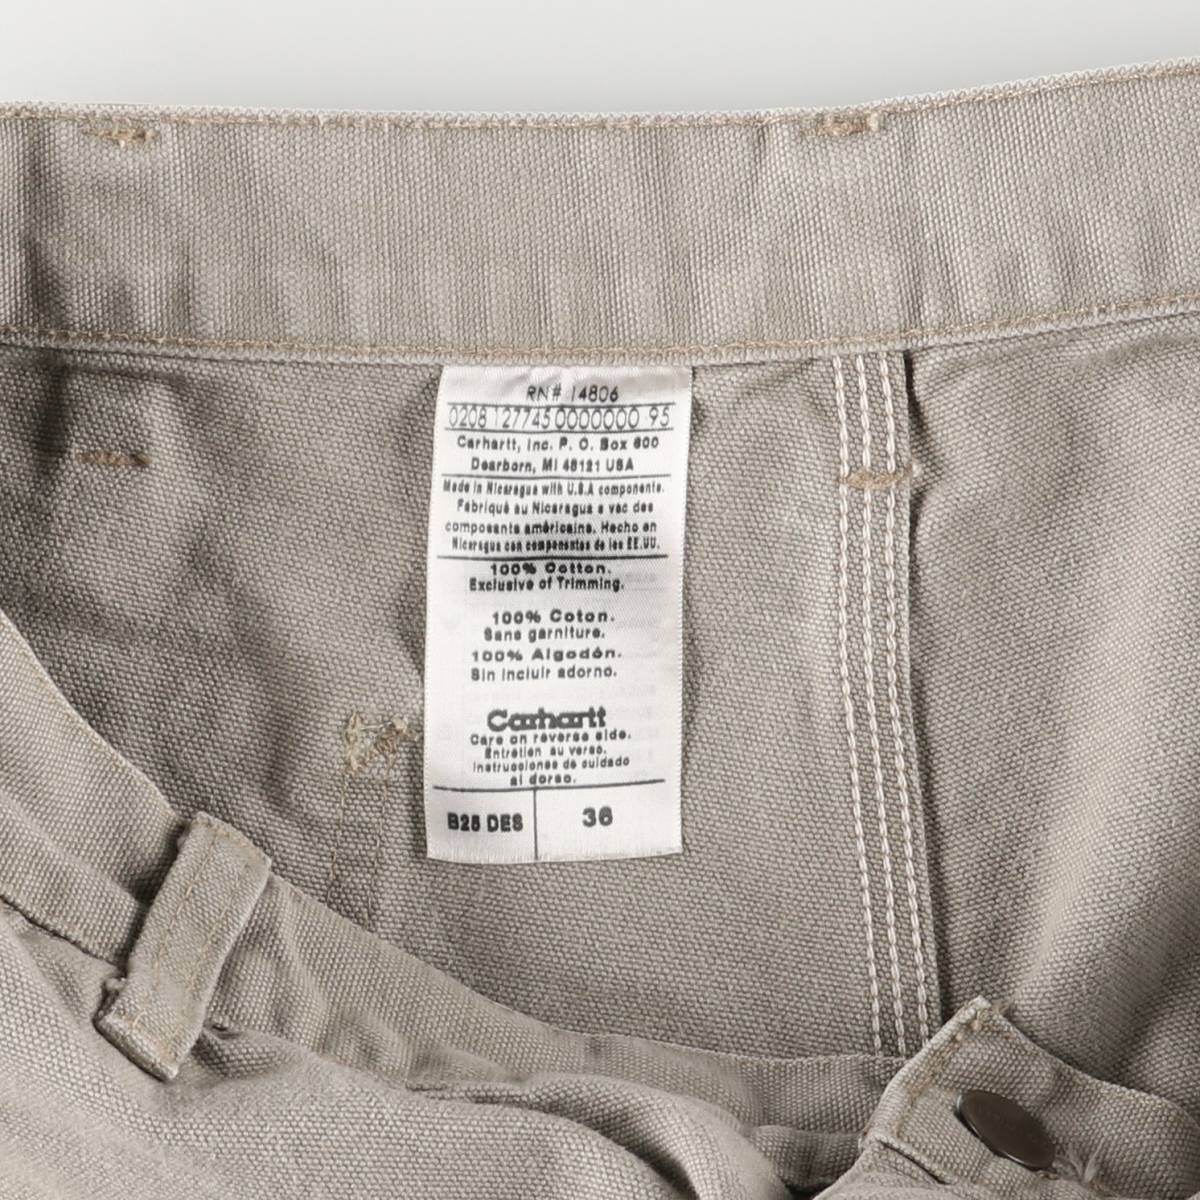 RN# 14806
0208 127745 0000000 95
Carhartt, Inc. P. O. Box 600
Dearborn, MI 48121 USA
Made in Nicaragua with U.S.A components.
Fabriqué au Nicaragua a vec des
composants américains. Hecho en
Nicaragua con componentes de los EE.UU.
100% Cotton.
Exclusive of Trimming.
100% Coton.
Sans garniture.
100% Algodón.
Sin incluir adorno.
Carhartt
Care on reverse side.
Entretien au verso.
Instrucciones de cuidado
al dorso.
B25 DES 36